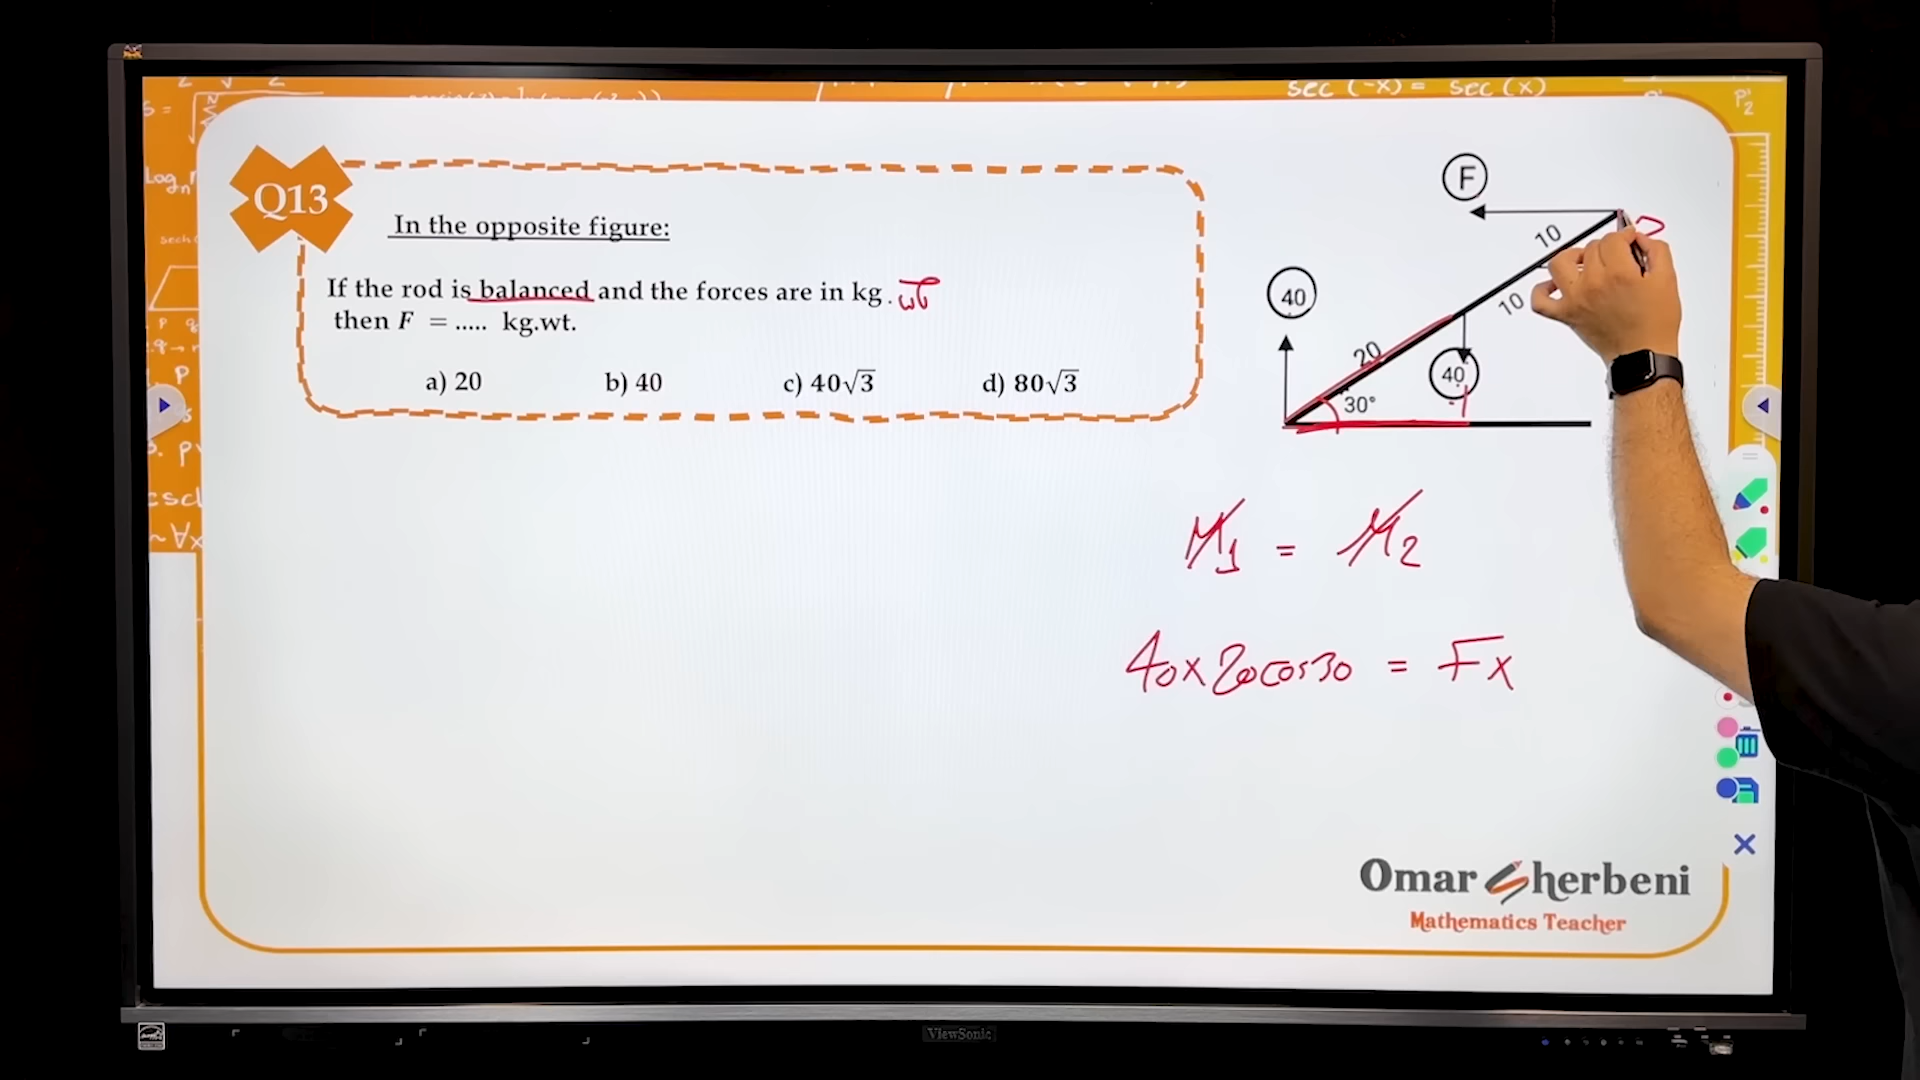 sec (-x) = sec (x)
Q13
In the opposite figure:
If the rod is balanced and the forces are in kg . wt
then F = ..... kg.wt.
a) 20 b) 40 c) 40√3 d) 80√3
F
10
10
40
20
40
30°
M1 = M2
40x20cos30 = Fx
Omar Sherbeni
Mathematics Teacher
ViewSonic